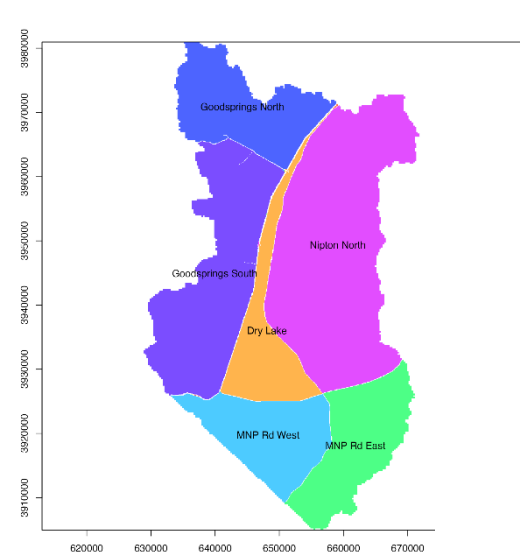 3980000
Goodsprings North
3970000
3960000
Nipton North
3950000
Goodsprings South
3940000
Dry Lake
3930000
MNP Rd West
MNP Rd East
3920000
3910000
620000 630000 640000 650000 660000 670000